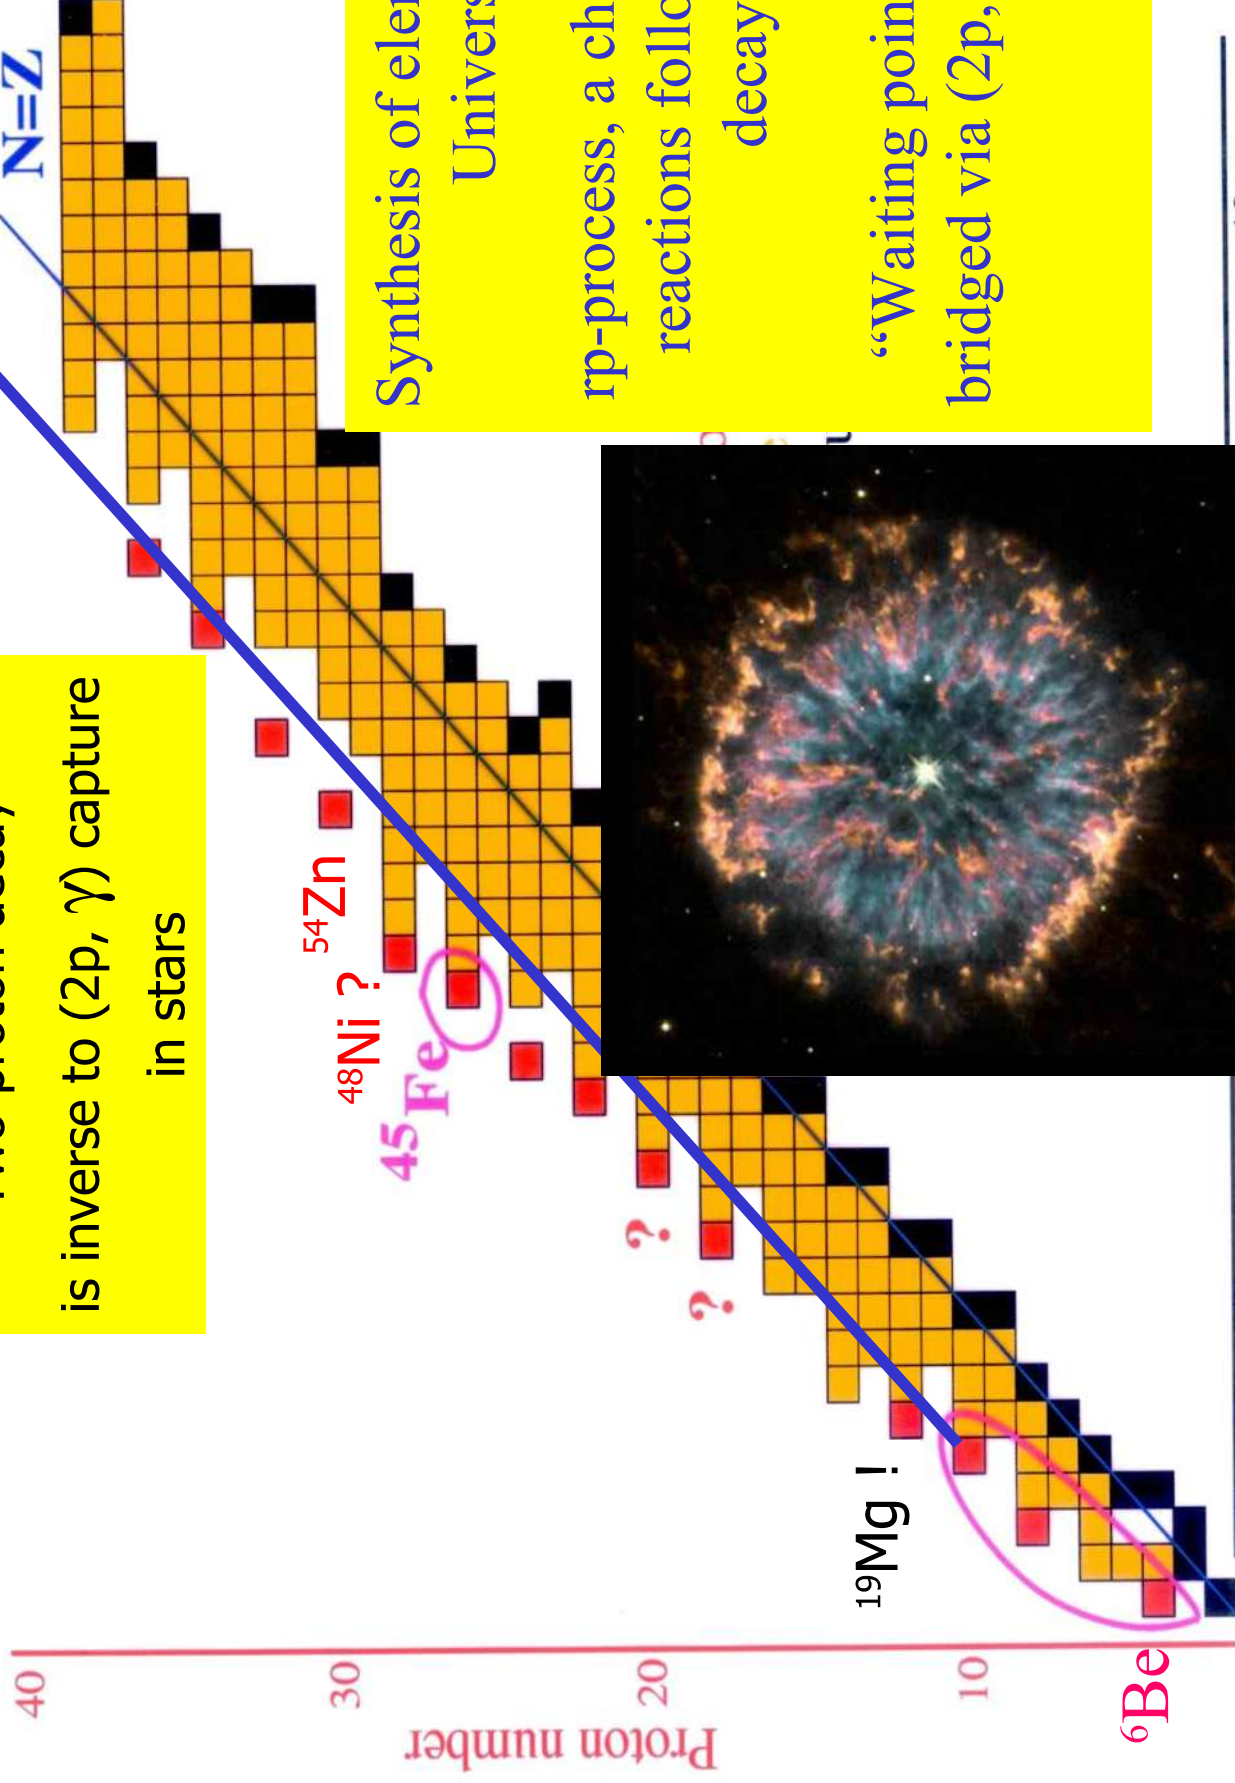 is inverse to (2p, γ) capture
in stars
N=Z
40
30
20
10
Proton number
⁵⁴Zn
⁴⁸Ni ?
⁴⁵Fe
?
?
¹⁹Mg !
⁶Be
Synthesis of
Univers
rp-process, a ch
reactions follo
decay
“Waiting poin
bridged via (2p,